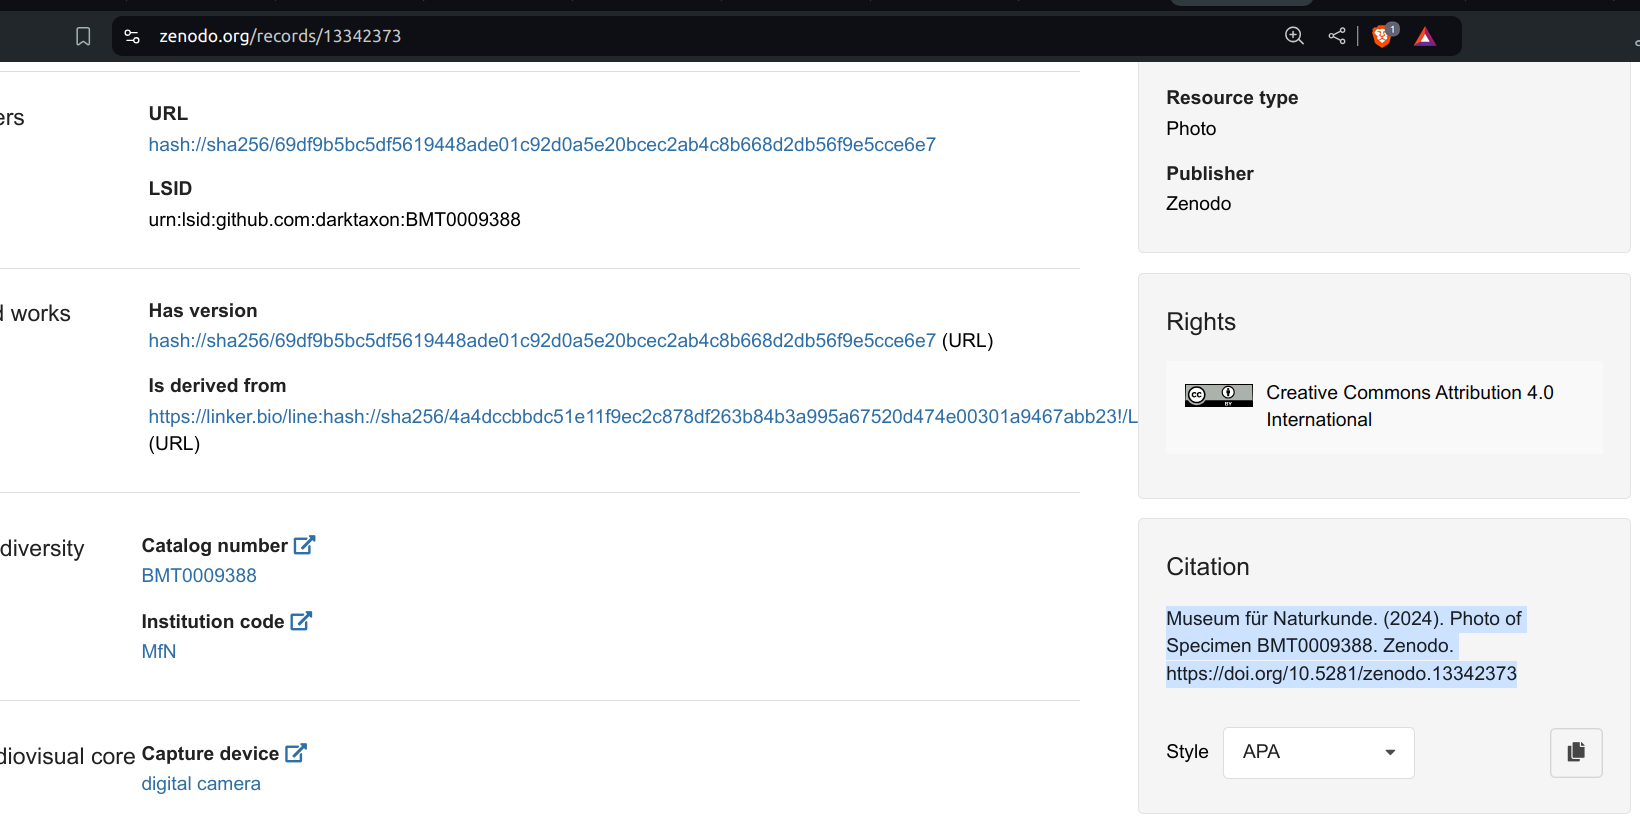 zenodo.org/records/13342373
1
ers
URL
hash://sha256/69df9b5bc5df5619448ade01c92d0a5e20bcec2ab4c8b668d2db56f9e5cce6e7
LSID
urn:lsid:github.com:darktaxon:BMT0009388
d works
Has version
hash://sha256/69df9b5bc5df5619448ade01c92d0a5e20bcec2ab4c8b668d2db56f9e5cce6e7 (URL)
Is derived from
https://linker.bio/line:hash://sha256/4a4dccbbdc51e11f9ec2c878df263b84b3a995a67520d474e00301a9467abb23!/L
(URL)
diversity
Catalog number
BMT0009388
Institution code
MfN
diovisual core
Capture device
digital camera
Resource type
Photo
Publisher
Zenodo
Rights
cc BY
Creative Commons Attribution 4.0
International
Citation
Museum für Naturkunde. (2024). Photo of
Specimen BMT0009388. Zenodo.
https://doi.org/10.5281/zenodo.13342373
Style APA